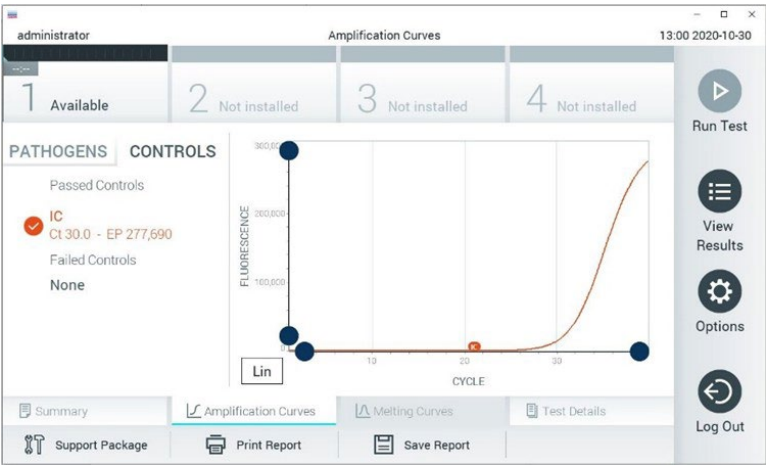 administrator
Amplification Curves
13:00 2020-10-30
--:--
1 Available
2 Not installed
3 Not installed
4 Not installed
Run Test
PATHOGENS
CONTROLS
Passed Controls
IC
Ct 30.0 - EP 277,690
Failed Controls
None
FLUORESCENCE
200,000
100,000
10
20
30
IC
CYCLE
Lin
View
Results
Options
Log Out
Summary
Amplification Curves
Melting Curves
Test Details
Support Package
Print Report
Save Report